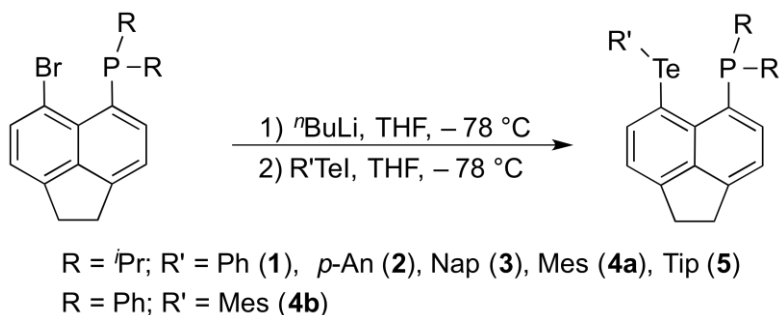 R
R
Br
P
R'
Te
R
P
R
1) ⁿBuLi, THF, – 78 °C
2) R'TeI, THF, – 78 °C
R = ⁱPr; R' = Ph (1), p-An (2), Nap (3), Mes (4a), Tip (5)
R = Ph; R' = Mes (4b)